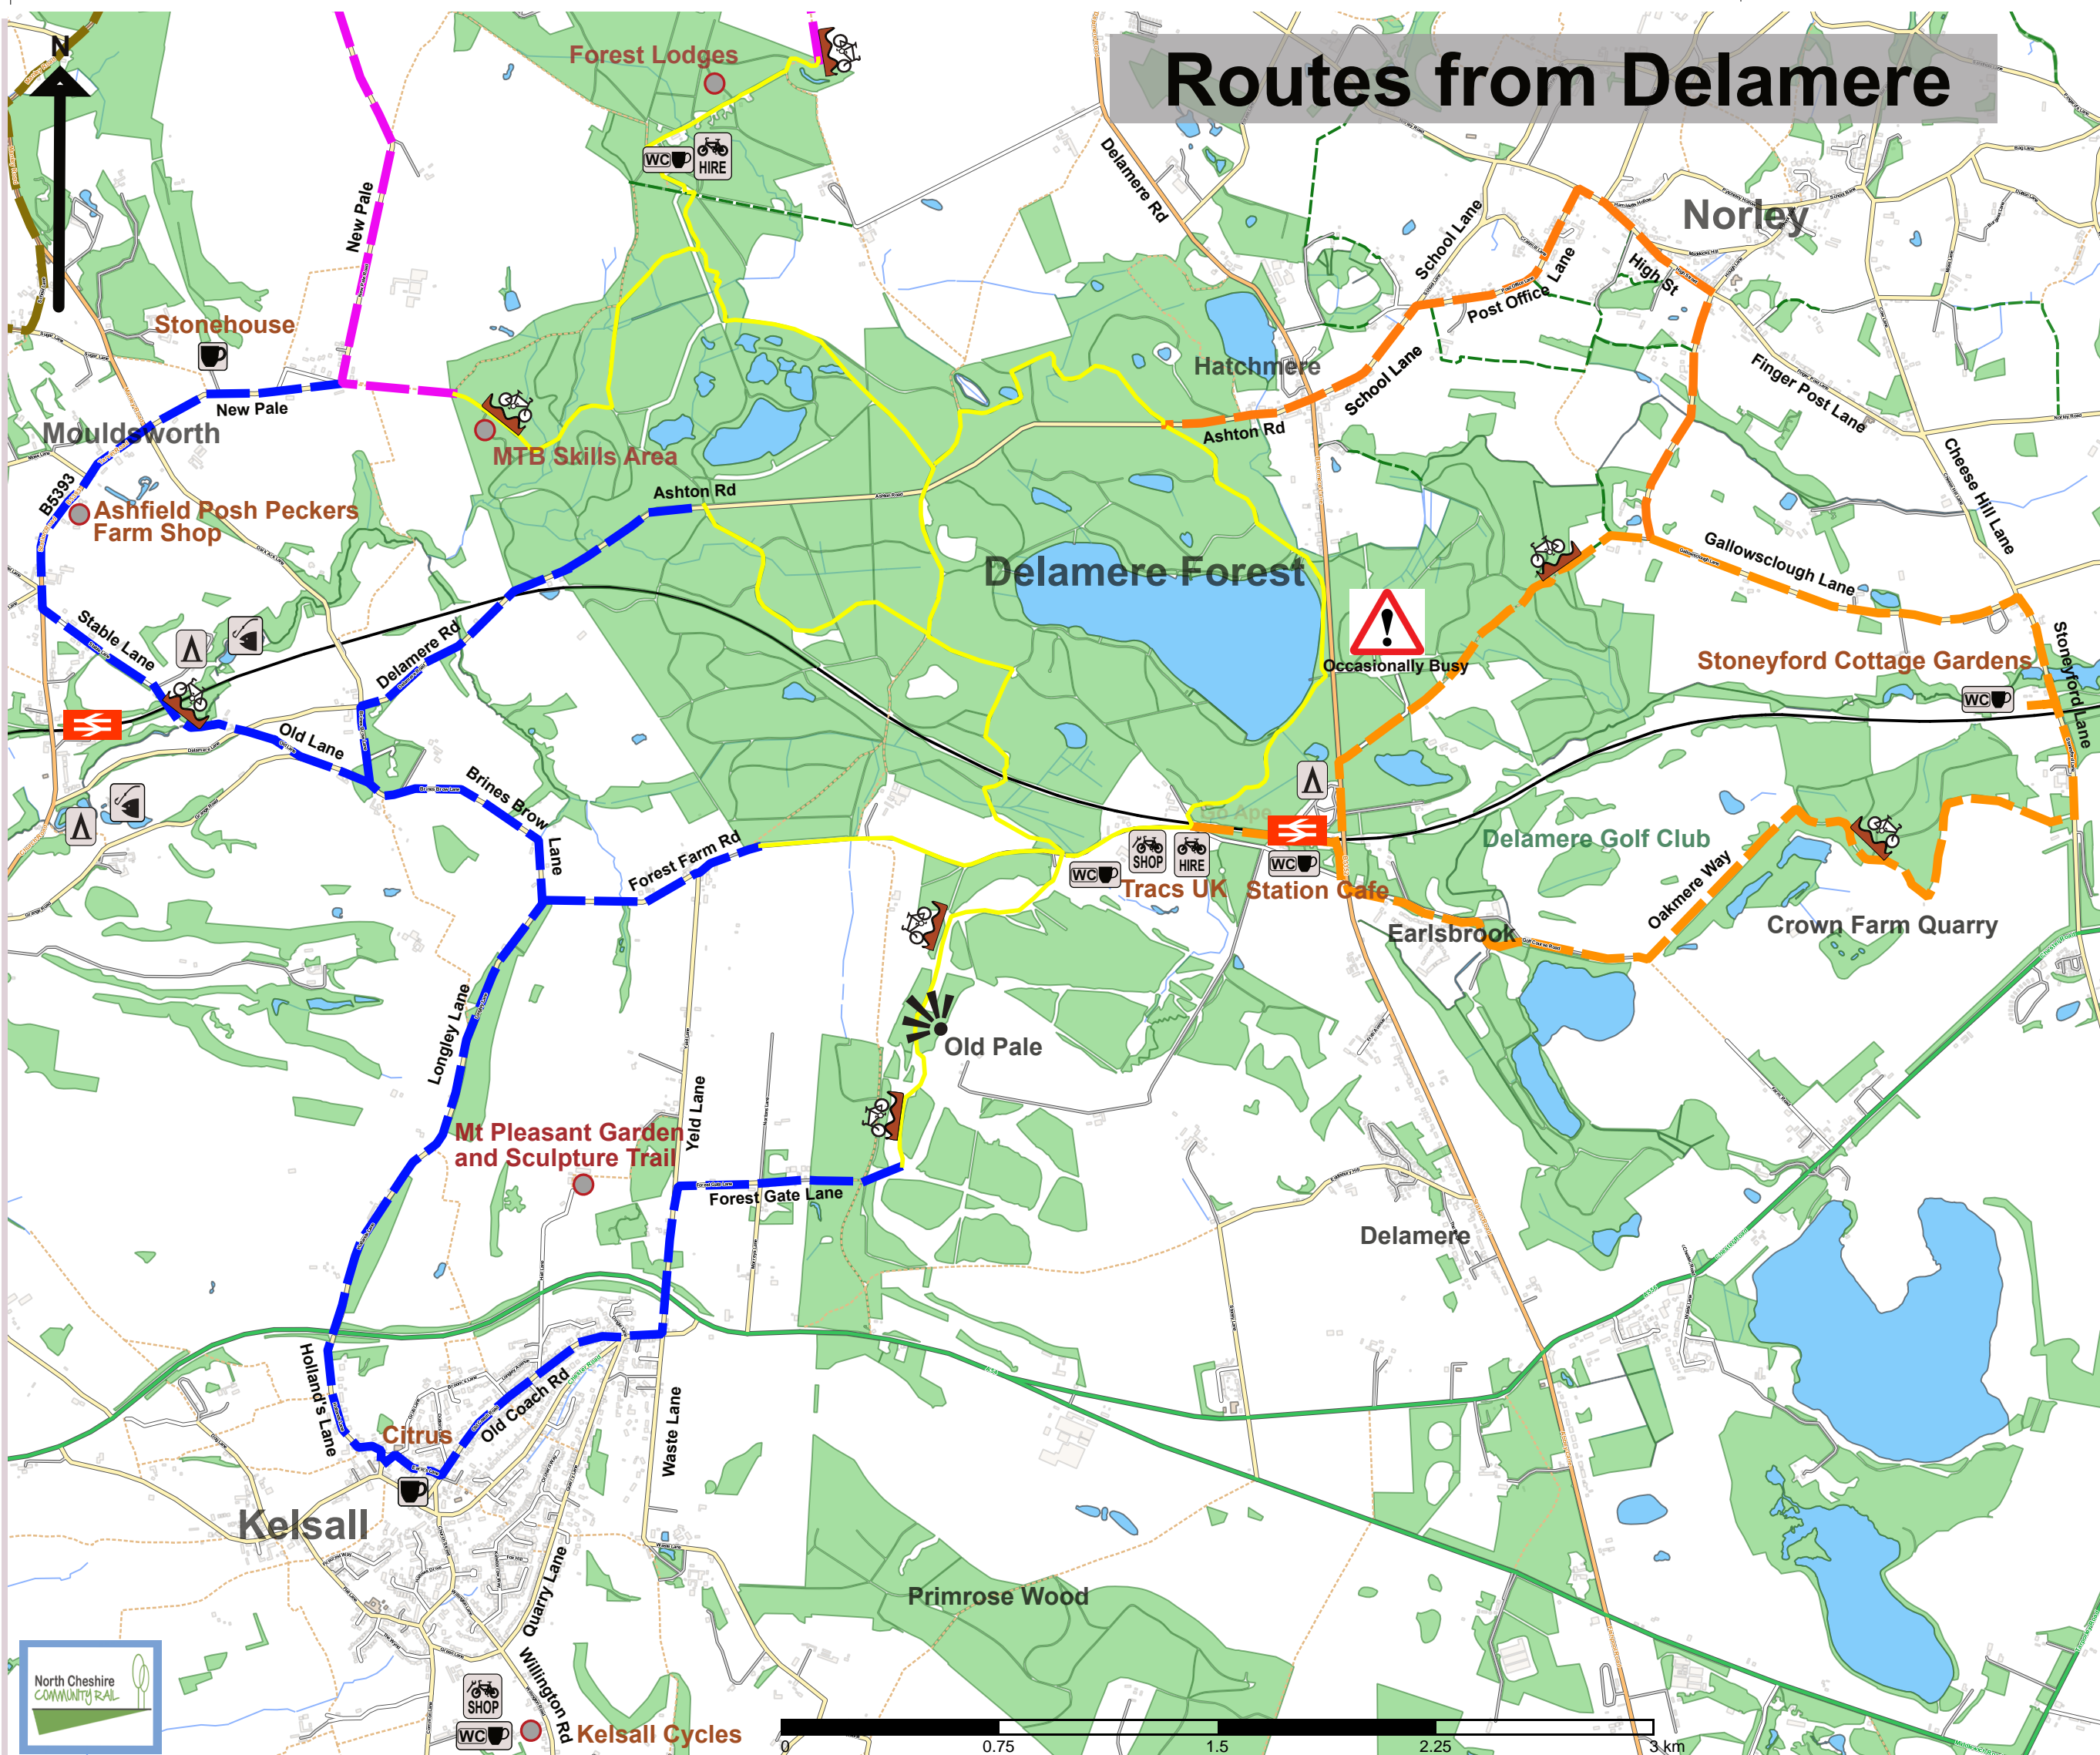 Routes from Delamere
N
Forest Lodges
WC
HIRE
New Pale
Delamere Rd
School Lane
Norley
High St
Post Office Lane
Stonehouse
New Pale
Mouldsworth
Hatchmere
School Lane
Finger Post Lane
Ashton Rd
Cheese Hill Lane
MTB Skills Area
B5393
Ashfield Posh Peckers
Farm Shop
Ashton Rd
Delamere Forest
Gallowsclough Lane
Stable Lane
Delamere Rd
Occasionally Busy
Stoneyford Cottage Gardens
Stoneyford Lane
WC
Old Lane
Brines Brow
Lane
Go Ape
Forest Farm Rd
SHOP
HIRE
WC
WC
Tracs UK
Station Cafe
Delamere Golf Club
Oakmere Way
Earlsbrook
Crown Farm Quarry
Longley Lane
Old Pale
Yeld Lane
Mt Pleasant Garden
and Sculpture Trail
Forest Gate Lane
Delamere
Holland's Lane
Old Coach Rd
Citrus
Waste Lane
Kelsall
Quarry Lane
Primrose Wood
Willington Rd
North Cheshire
COMMUNITY RAIL
SHOP
WC
Kelsall Cycles
0
0.75
1.5
2.25
3 km